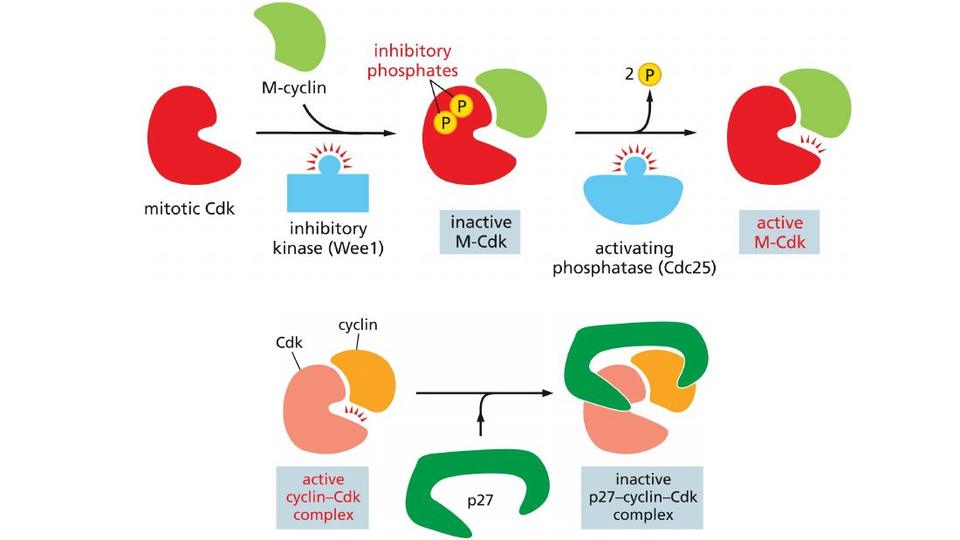 M-cyclin
inhibitory
phosphates
P
P
2 P
mitotic Cdk
inhibitory
kinase (Wee1)
inactive
M-Cdk
activating
phosphatase (Cdc25)
active
M-Cdk
Cdk
cyclin
active
cyclin–Cdk
complex
p27
inactive
p27–cyclin–Cdk
complex